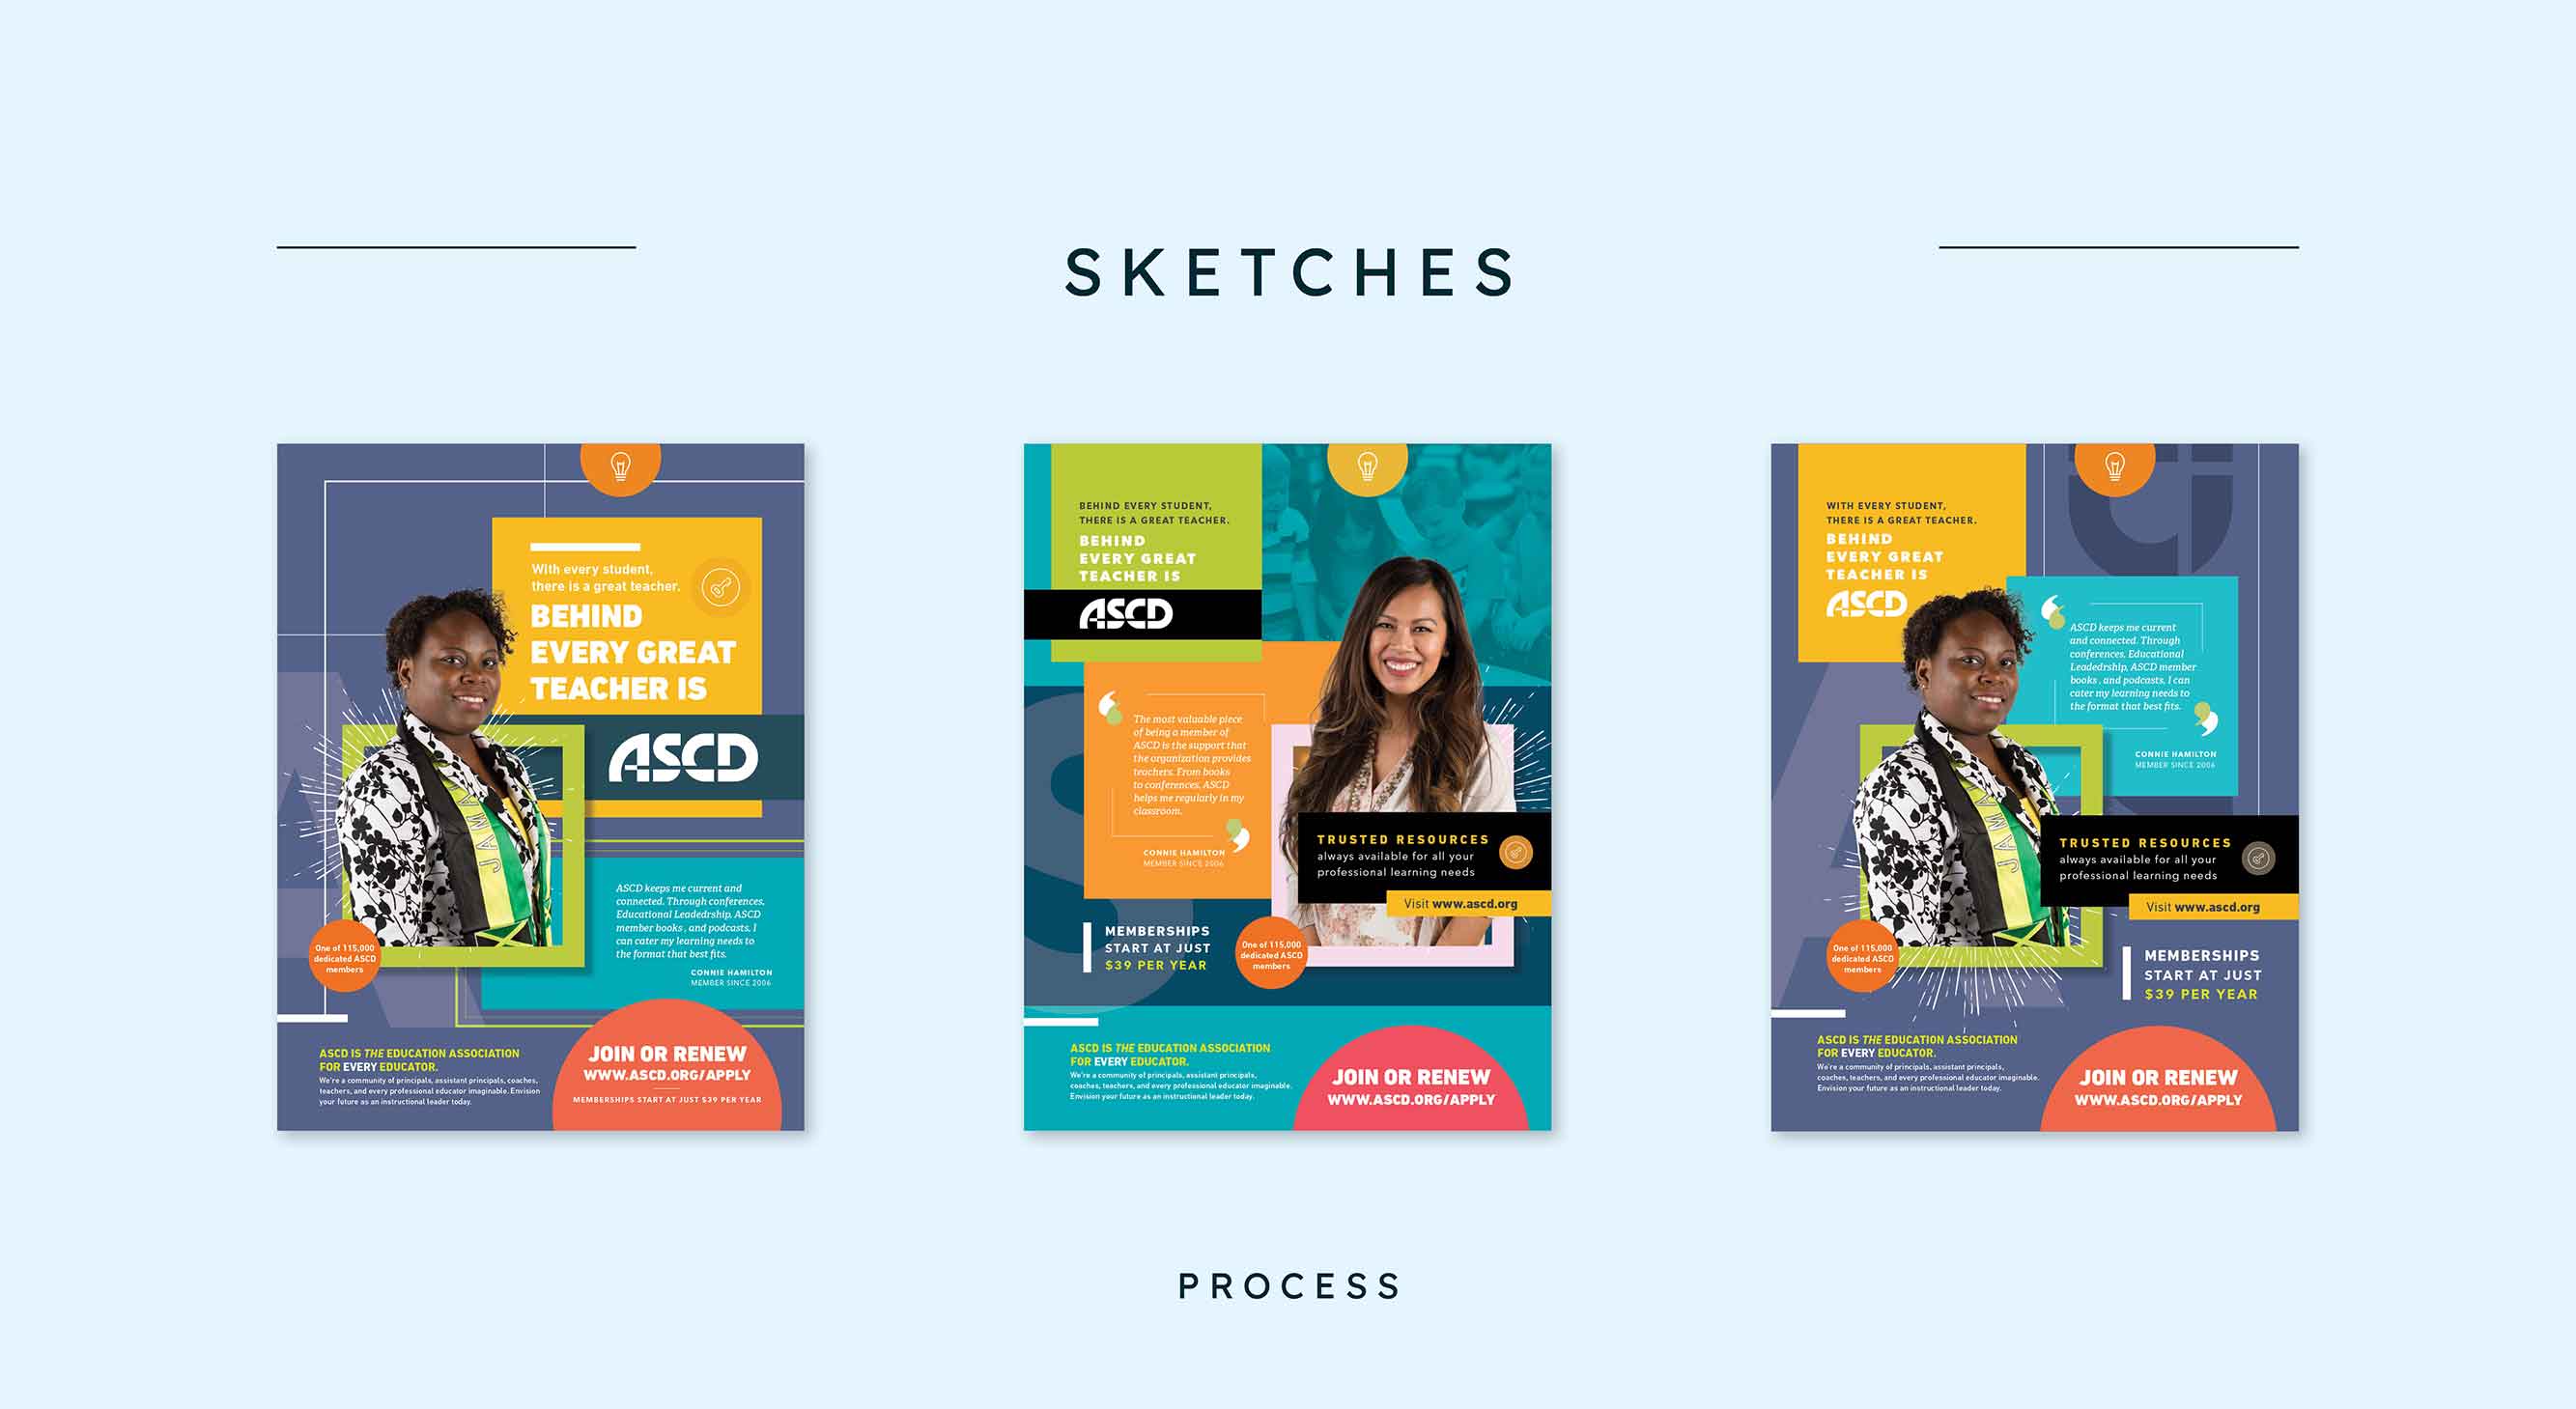 SKETCHES
With every student,
there is a great teacher.
BEHIND
EVERY GREAT
TEACHER IS
ASCD
JAMA
ASCD keeps me current and
connected. Through conferences,
Educational Leadedrship, ASCD
member books , and podcasts, I
can cater my learning needs to
the format that best fits.
CONNIE HAMILTON
MEMBER SINCE 2006
One of 115,000
dedicated ASCD
members
ASCD IS THE EDUCATION ASSOCIATION
FOR EVERY EDUCATOR.
We're a community of principals, assistant principals, coaches,
teachers, and every professional educator imaginable. Envision
your future as an instructional leader today.
JOIN OR RENEW
WWW.ASCD.ORG/APPLY
MEMBERSHIPS START AT JUST $39 PER YEAR
BEHIND EVERY STUDENT,
THERE IS A GREAT TEACHER.
BEHIND
EVERY GREAT
TEACHER IS
ASCD
The most valuable piece
of being a member of
ASCD is the support that
the organization provides
teachers. From books
to conferences, ASCD
helps me regularly in my
classroom.
CONNIE HAMILTON
MEMBER SINCE 2006
TRUSTED RESOURCES
always available for all your
professional learning needs
Visit www.ascd.org
MEMBERSHIPS
START AT JUST
$39 PER YEAR
One of 115,000
dedicated ASCD
members
ASCD IS THE EDUCATION ASSOCIATION
FOR EVERY EDUCATOR.
We're a community of principals, assistant principals,
coaches, teachers, and every professional educator imaginable.
Envision your future as an instructional leader today.
JOIN OR RENEW
WWW.ASCD.ORG/APPLY
WITH EVERY STUDENT,
THERE IS A GREAT TEACHER.
BEHIND
EVERY GREAT
TEACHER IS
ASCD
ASCD keeps me current
and connected. Through
conferences, Educational
Leadedrship, ASCD member
books , and podcasts, I can
cater my learning needs to
the format that best fits.
CONNIE HAMILTON
MEMBER SINCE 2006
JAMA
TRUSTED RESOURCES
always available for all your
professional learning needs
Visit www.ascd.org
MEMBERSHIPS
START AT JUST
$39 PER YEAR
One of 115,000
dedicated ASCD
members
ASCD IS THE EDUCATION ASSOCIATION
FOR EVERY EDUCATOR.
We're a community of principals, assistant principals,
coaches, teachers, and every professional educator imaginable.
Envision your future as an instructional leader today.
JOIN OR RENEW
WWW.ASCD.ORG/APPLY
PROCESS